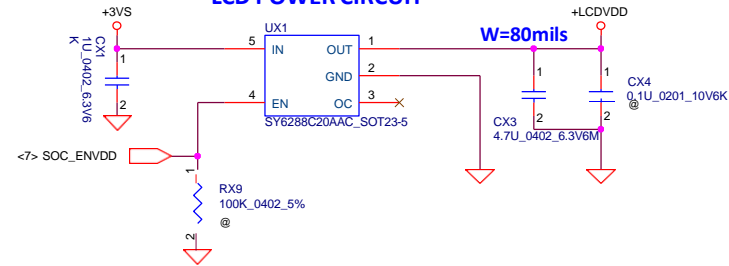 LCD POWER CIRCUIT
+3VS
+LCDVDD
UX1
W=80mils
CX1
1U_0402_6.3V6K
1
2
5
IN
OUT
1
GND
2
4
EN
OC
3
SY6288C20AAC_SOT23-5
1
2
CX3
4.7U_0402_6.3V6M
1
2
CX4
0.1U_0201_10V6K
@
<7> SOC_ENVDD
1
2
RX9
100K_0402_5%
@